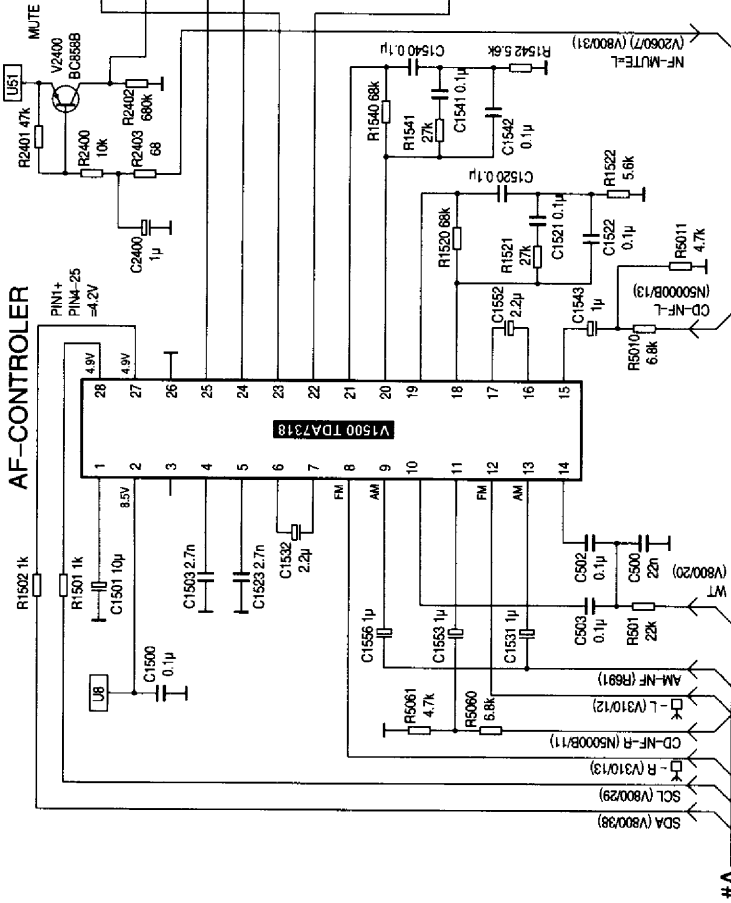 MUTE
U51
V2400
BC858B
R2401 47k
R2400
10k
R2402
680k
R2403
68
C2400
1µ
C1540 0.1µ
R1542 5.6k
R1540 68k
C1541 0.1µ
R1541
27k
C1542
0.1µ
NF-MUTE=L
(V2060/7) (V800/31)
C1520 0.1µ
R1522
5.6k
R1520 68k
C1521 0.1µ
R1521
27k
C1522
0.1µ
AF-CONTROLER
PIN1+
PIN4-25
=4.2V
C1552
2.2µ
C1543
1µ
R5011
4.7k
R5010
6.8k
CD-NF-L
(N50000B/13)
4.9V
4.9V
28
27
26
25
24
23
22
21
20
19
18
17
16
15
V1500 TDA7318
1
2
3
4
5
6
7
8
9
10
11
12
13
14
8.5V
FM
AM
FM
AM
R1502 1k
R1501 1k
C1501 10µ
U8
C1500
0.1µ
C1503 2.7n
C1523 2.7n
C1532
2.2µ
C1556 1µ
C1553 1µ
C1531 1µ
C502
0.1µ
C500
22n
C503
0.1µ
R501
22k
R5061
4.7k
R5060
6.8k
WT
(V800/20)
AM-NF (R691)
- L (V310/12)
CD-NF-R (N5000B/11)
- R (V310/13)
SCL (V800/29)
SDA (V800/38)